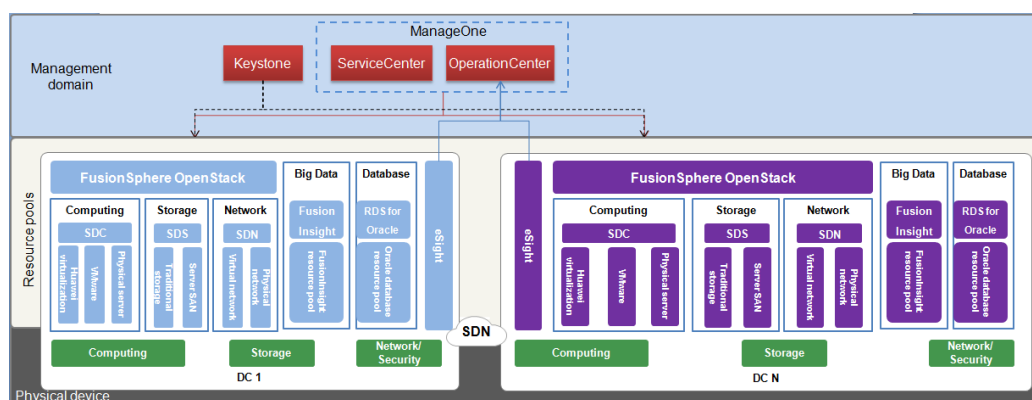 ManageOne
Management
domain
Keystone
ServiceCenter
OperationCenter
Resource pools
FusionSphere OpenStack
Big Data
Database
eSight
Computing
Storage
Network
SDC
SDS
SDN
Fusion
Insight
RDS for
Oracle
Huawei
virtualization
VMware
Physical server
Traditional
storage
Server SAN
Virtual network
Physical
network
FusionInsight
resource pool
Oracle database
resource pool
Computing
Storage
Network/
Security
DC 1
SDN
eSight
FusionSphere OpenStack
Big Data
Database
Computing
Storage
Network
SDC
SDS
SDN
Fusion
Insight
RDS for
Oracle
Huawei
virtualization
VMware
Physical server
Traditional
storage
Server SAN
Virtual network
Physical
network
FusionInsight
resource pool
Oracle database
resource pool
Computing
Storage
Network/
Security
DC N
Physical device